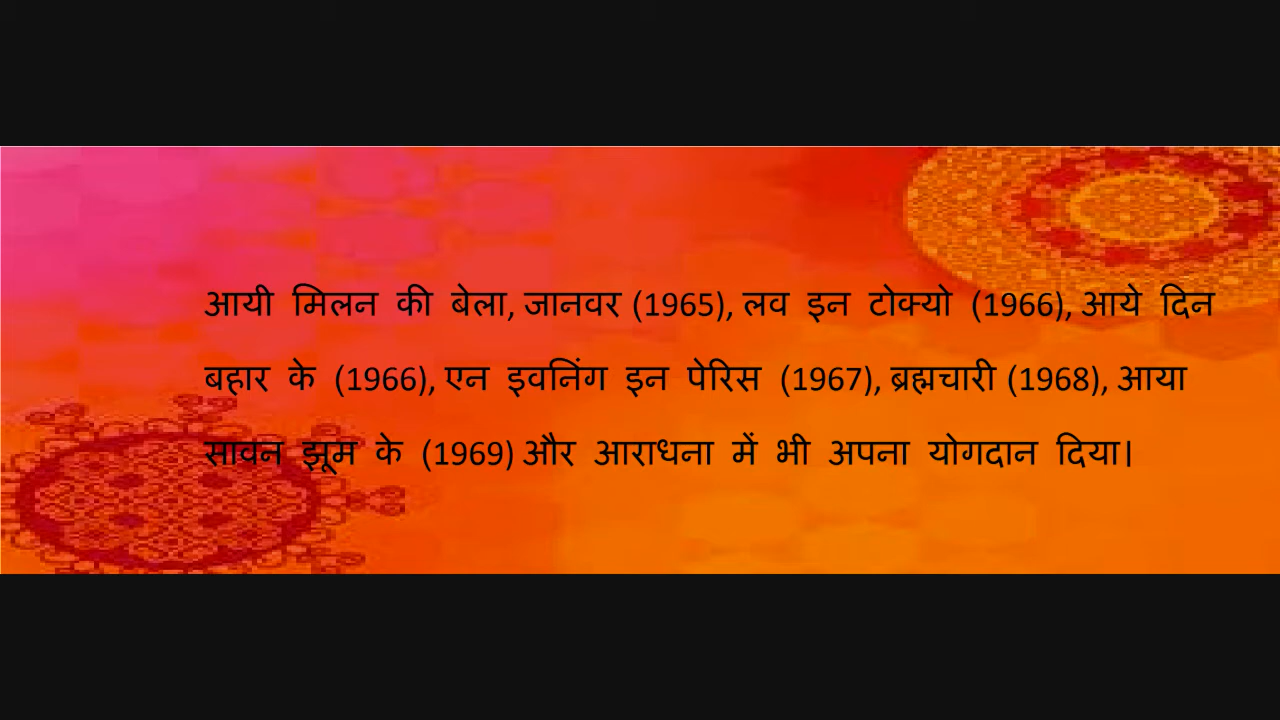 आयी मिलन की बेला, जानवर (1965), लव इन टोक्यो (1966), आये दिन
बहार के (1966), एन इवनिंग इन पेरिस (1967), ब्रह्मचारी (1968), आया
सावन झूम के (1969) और आराधना में भी अपना योगदान दिया।